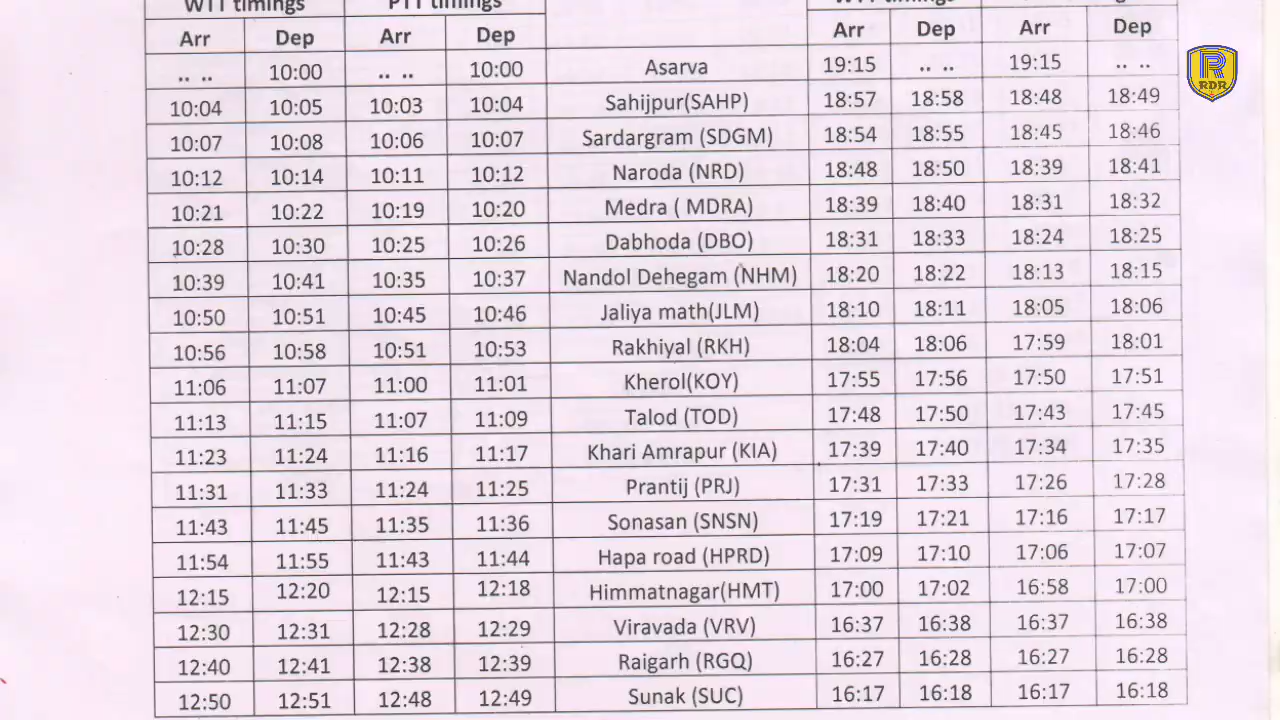 WTT timings PTT timings WTT timings
Arr Dep Arr Dep Arr Dep Arr Dep
.. .. 10:00 .. .. 10:00 Asarva 19:15 .. .. 19:15 .. ..
10:04 10:05 10:03 10:04 Sahijpur(SAHP) 18:57 18:58 18:48 18:49
10:07 10:08 10:06 10:07 Sardargram (SDGM) 18:54 18:55 18:45 18:46
10:12 10:14 10:11 10:12 Naroda (NRD) 18:48 18:50 18:39 18:41
10:21 10:22 10:19 10:20 Medra ( MDRA) 18:39 18:40 18:31 18:32
10:28 10:30 10:25 10:26 Dabhoda (DBO) 18:31 18:33 18:24 18:25
10:39 10:41 10:35 10:37 Nandol Dehegam (NHM) 18:20 18:22 18:13 18:15
10:50 10:51 10:45 10:46 Jaliya math(JLM) 18:10 18:11 18:05 18:06
10:56 10:58 10:51 10:53 Rakhiyal (RKH) 18:04 18:06 17:59 18:01
11:06 11:07 11:00 11:01 Kherol(KOY) 17:55 17:56 17:50 17:51
11:13 11:15 11:07 11:09 Talod (TOD) 17:48 17:50 17:43 17:45
11:23 11:24 11:16 11:17 Khari Amrapur (KIA) 17:39 17:40 17:34 17:35
11:31 11:33 11:24 11:25 Prantij (PRJ) 17:31 17:33 17:26 17:28
11:43 11:45 11:35 11:36 Sonasan (SNSN) 17:19 17:21 17:16 17:17
11:54 11:55 11:43 11:44 Hapa road (HPRD) 17:09 17:10 17:06 17:07
12:15 12:20 12:15 12:18 Himmatnagar(HMT) 17:00 17:02 16:58 17:00
12:30 12:31 12:28 12:29 Viravada (VRV) 16:37 16:38 16:37 16:38
12:40 12:41 12:38 12:39 Raigarh (RGQ) 16:27 16:28 16:27 16:28
12:50 12:51 12:48 12:49 Sunak (SUC) 16:17 16:18 16:17 16:18
R
RDR